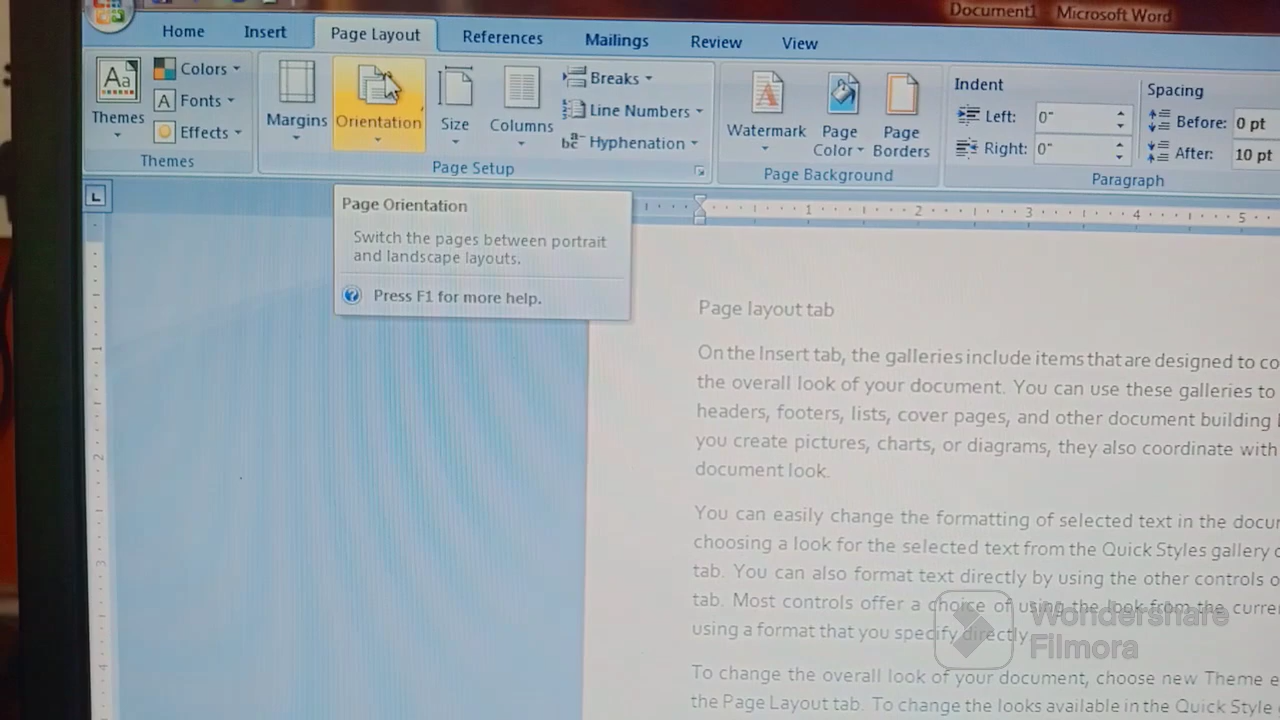 Document1 Microsoft Word
Home Insert Page Layout References Mailings Review View
Themes
Colors
Fonts
Effects
Themes
Margins
Orientation
Size
Columns
Breaks
Line Numbers
Hyphenation
Page Setup
Watermark
Page Color
Page Borders
Page Background
Indent
Left: 0"
Right: 0"
Spacing
Before: 0 pt
After: 10 pt
Paragraph
L
Page Orientation
Switch the pages between portrait
and landscape layouts.
Press F1 for more help.
1 2 3 4 5
1
2
3
4
Page layout tab
On the Insert tab, the galleries include items that are designed to co
the overall look of your document. You can use these galleries to
headers, footers, lists, cover pages, and other document building
you create pictures, charts, or diagrams, they also coordinate with
document look.
You can easily change the formatting of selected text in the docu
choosing a look for the selected text from the Quick Styles gallery
tab. You can also format text directly by using the other controls o
tab. Most controls offer a choice of using the look from the curre
using a format that you specify directly
To change the overall look of your document, choose new Theme e
the Page Layout tab. To change the looks available in the Quick Style
Wondershare
Filmora